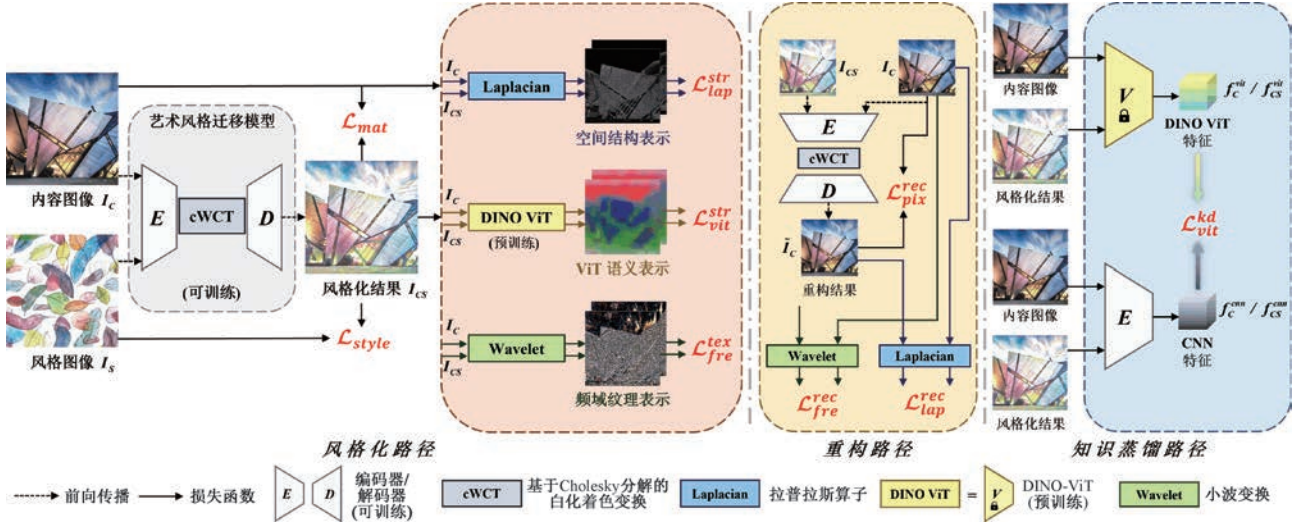 艺术风格迁移模型
E
cWCT
D
(可训练)
内容图像 I_C
风格图像 I_S
风格化结果 I_CS
L_mat
L_style
I_C
I_CS
Laplacian
空间结构表示
L_lap^str
I_C
I_CS
DINO ViT
(预训练)
ViT 语义表示
L_vit^str
I_C
I_CS
Wavelet
频域纹理表示
L_fre^tex
风格化路径
I_CS
I_C
E
cWCT
D
L_pix^rec
Ĩ_C
重构结果
Wavelet
Laplacian
L_fre^rec
L_lap^rec
重构路径
内容图像
风格化结果
V
f_C^vit / f_CS^vit
DINO ViT
特征
L_vit^kd
内容图像
风格化结果
E
f_C^cnn / f_CS^cnn
CNN
特征
知识蒸馏路径
前向传播
损失函数
E
D
编码器/
解码器
(可训练)
cWCT
基于Cholesky分解的
白化着色变换
Laplacian
拉普拉斯算子
DINO ViT
=
V
DINO-ViT
(预训练)
Wavelet
小波变换